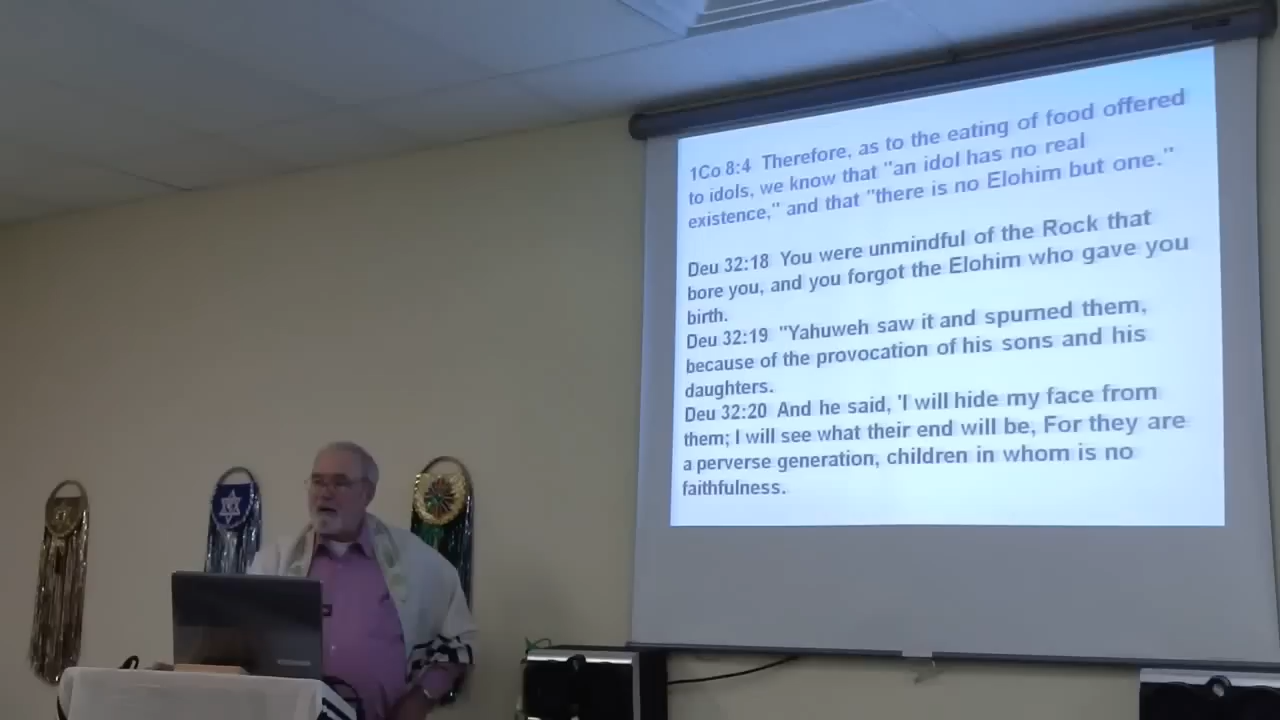 1Co 8:4 Therefore, as to the eating of food offered
to idols, we know that "an idol has no real
existence," and that "there is no Elohim but one."
Deu 32:18 You were unmindful of the Rock that
bore you, and you forgot the Elohim who gave you
birth.
Deu 32:19 "Yahuweh saw it and spurned them,
because of the provocation of his sons and his
daughters.
Deu 32:20 And he said, 'I will hide my face from
them; I will see what their end will be, For they are
a perverse generation, children in whom is no
faithfulness.